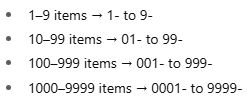 • 1–9 items → 1- to 9-
• 10–99 items → 01- to 99-
• 100–999 items → 001- to 999-
• 1000–9999 items → 0001- to 9999-